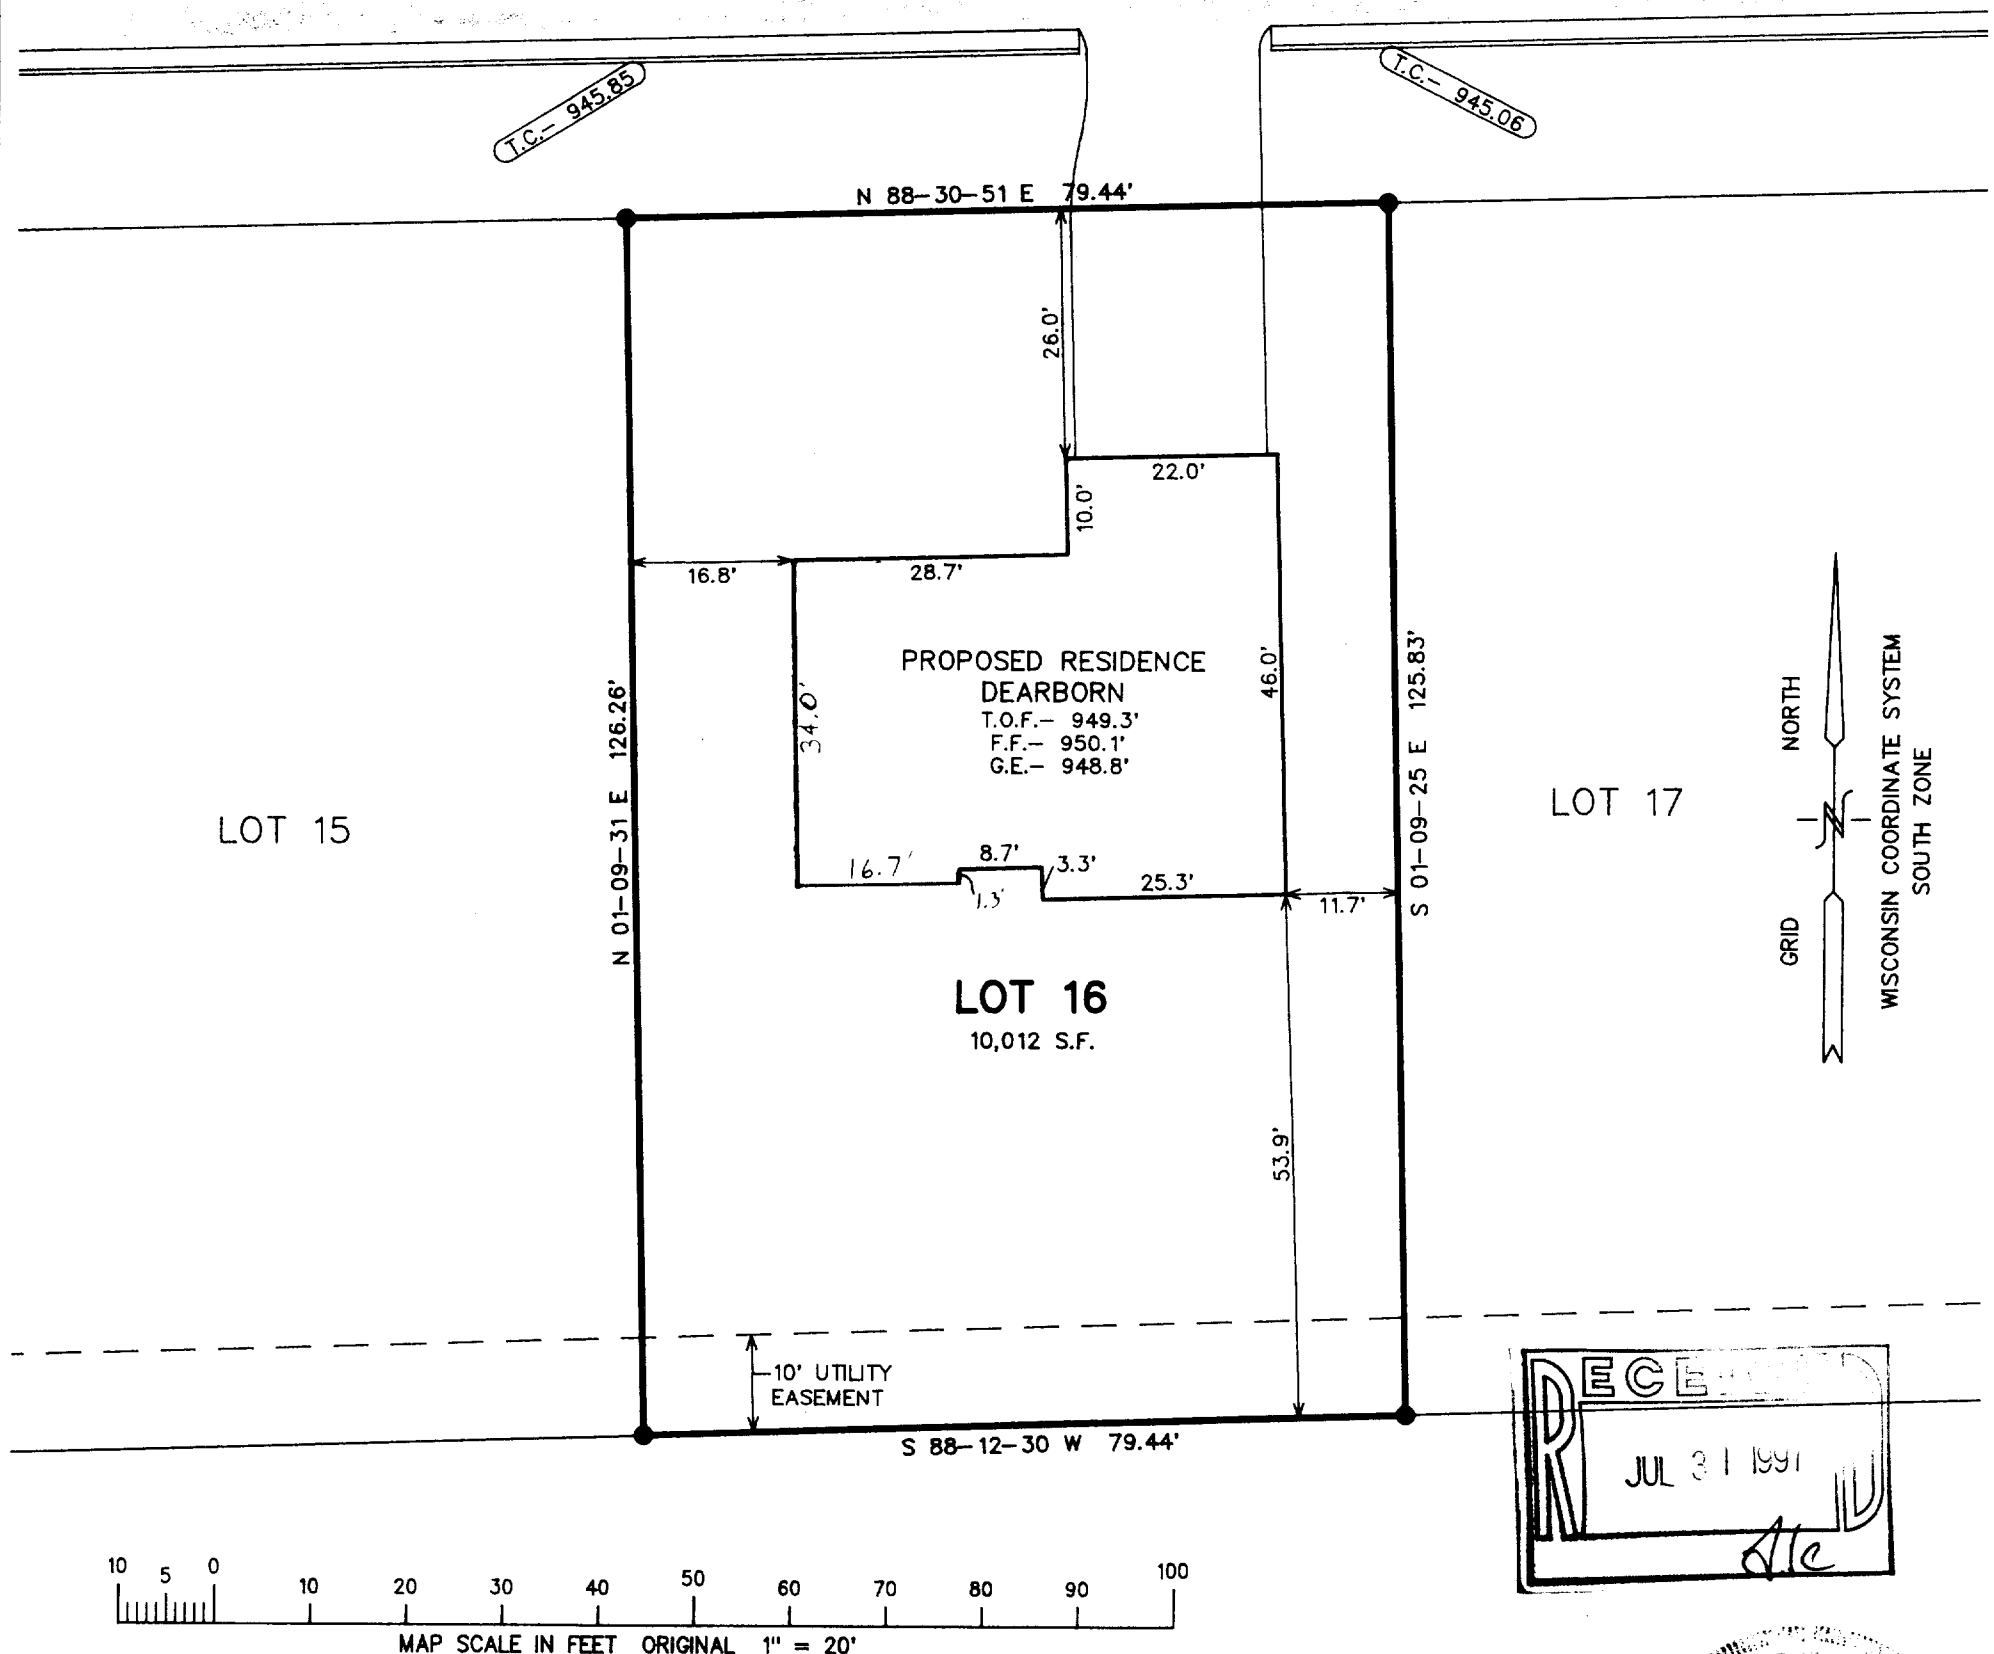 T.C.– 945.85
T.C.– 945.06
N 88–30–51 E 79.44'
26.0'
22.0'
10.0'
16.8'
28.7'
PROPOSED RESIDENCE
DEARBORN
T.O.F.– 949.3'
F.F.– 950.1'
G.E.– 948.8'
34.0'
46.0'
N 01–09–31 E 126.26'
S 01–09–25 E 125.83'
LOT 15
LOT 17
16.7'
8.7'
1.3'
3.3'
25.3'
11.7'
LOT 16
10,012 S.F.
53.9'
GRID NORTH
WISCONSIN COORDINATE SYSTEM
SOUTH ZONE
10' UTILITY
EASEMENT
S 88–12–30 W 79.44'
JUL 31 1997
10 5 0 10 20 30 40 50 60 70 80 90 100
MAP SCALE IN FEET ORIGINAL 1" = 20'